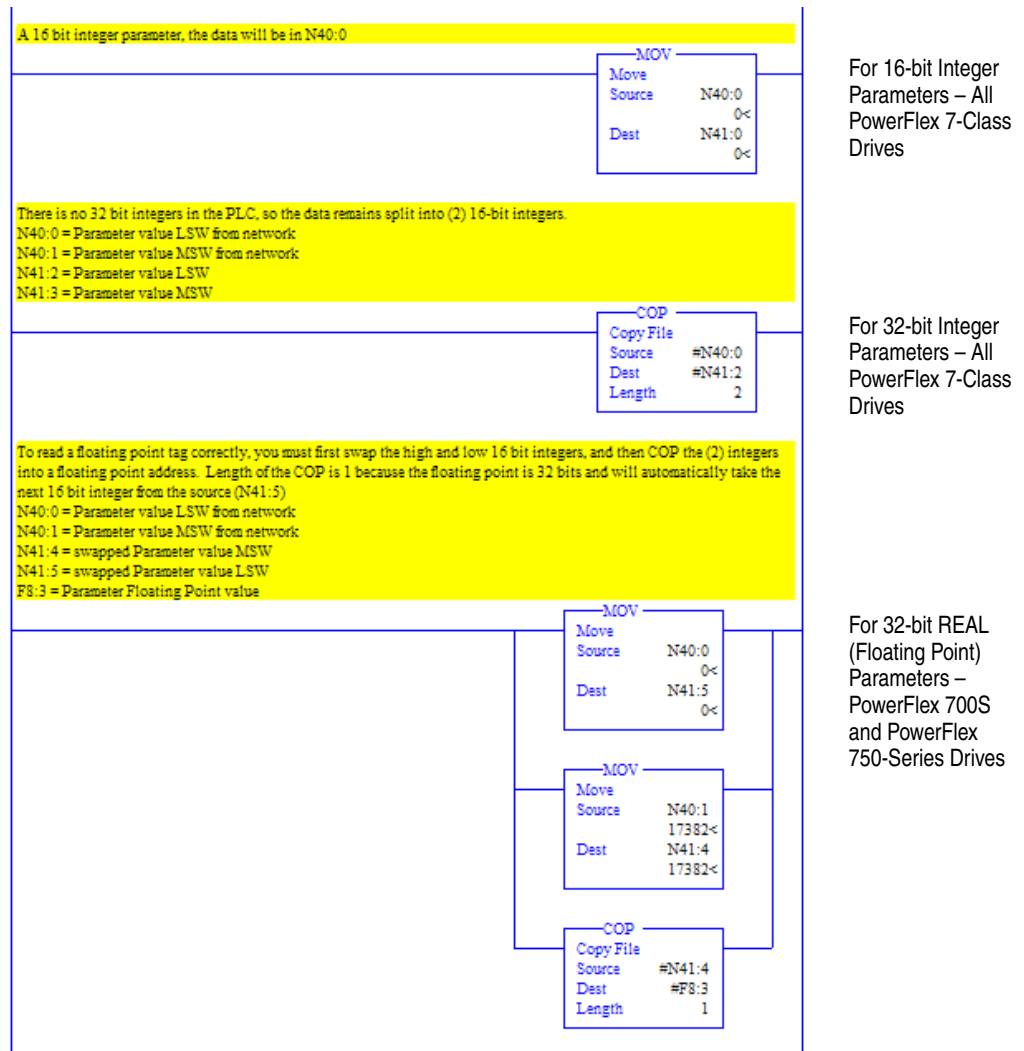 A 16 bit integer parameter, the data will be in N40:0
MOV
Move
Source N40:0
0<
Dest N41:0
0<
For 16-bit Integer
Parameters – All
PowerFlex 7-Class
Drives
There is no 32 bit integers in the PLC, so the data remains split into (2) 16-bit integers.
N40:0 = Parameter value LSW from network
N40:1 = Parameter value MSW from network
N41:2 = Parameter value LSW
N41:3 = Parameter value MSW
COP
Copy File
Source #N40:0
Dest #N41:2
Length 2
For 32-bit Integer
Parameters – All
PowerFlex 7-Class
Drives
To read a floating point tag correctly, you must first swap the high and low 16 bit integers, and then COP the (2) integers
into a floating point address. Length of the COP is 1 because the floating point is 32 bits and will automatically take the
next 16 bit integer from the source (N41:5)
N40:0 = Parameter value LSW from network
N40:1 = Parameter value MSW from network
N41:4 = swapped Parameter value MSW
N41:5 = swapped Parameter value LSW
F8:3 = Parameter Floating Point value
MOV
Move
Source N40:0
0<
Dest N41:5
0<
For 32-bit REAL
(Floating Point)
Parameters –
PowerFlex 700S
and PowerFlex
750-Series Drives
MOV
Move
Source N40:1
17382<
Dest N41:4
17382<
COP
Copy File
Source #N41:4
Dest #F8:3
Length 1